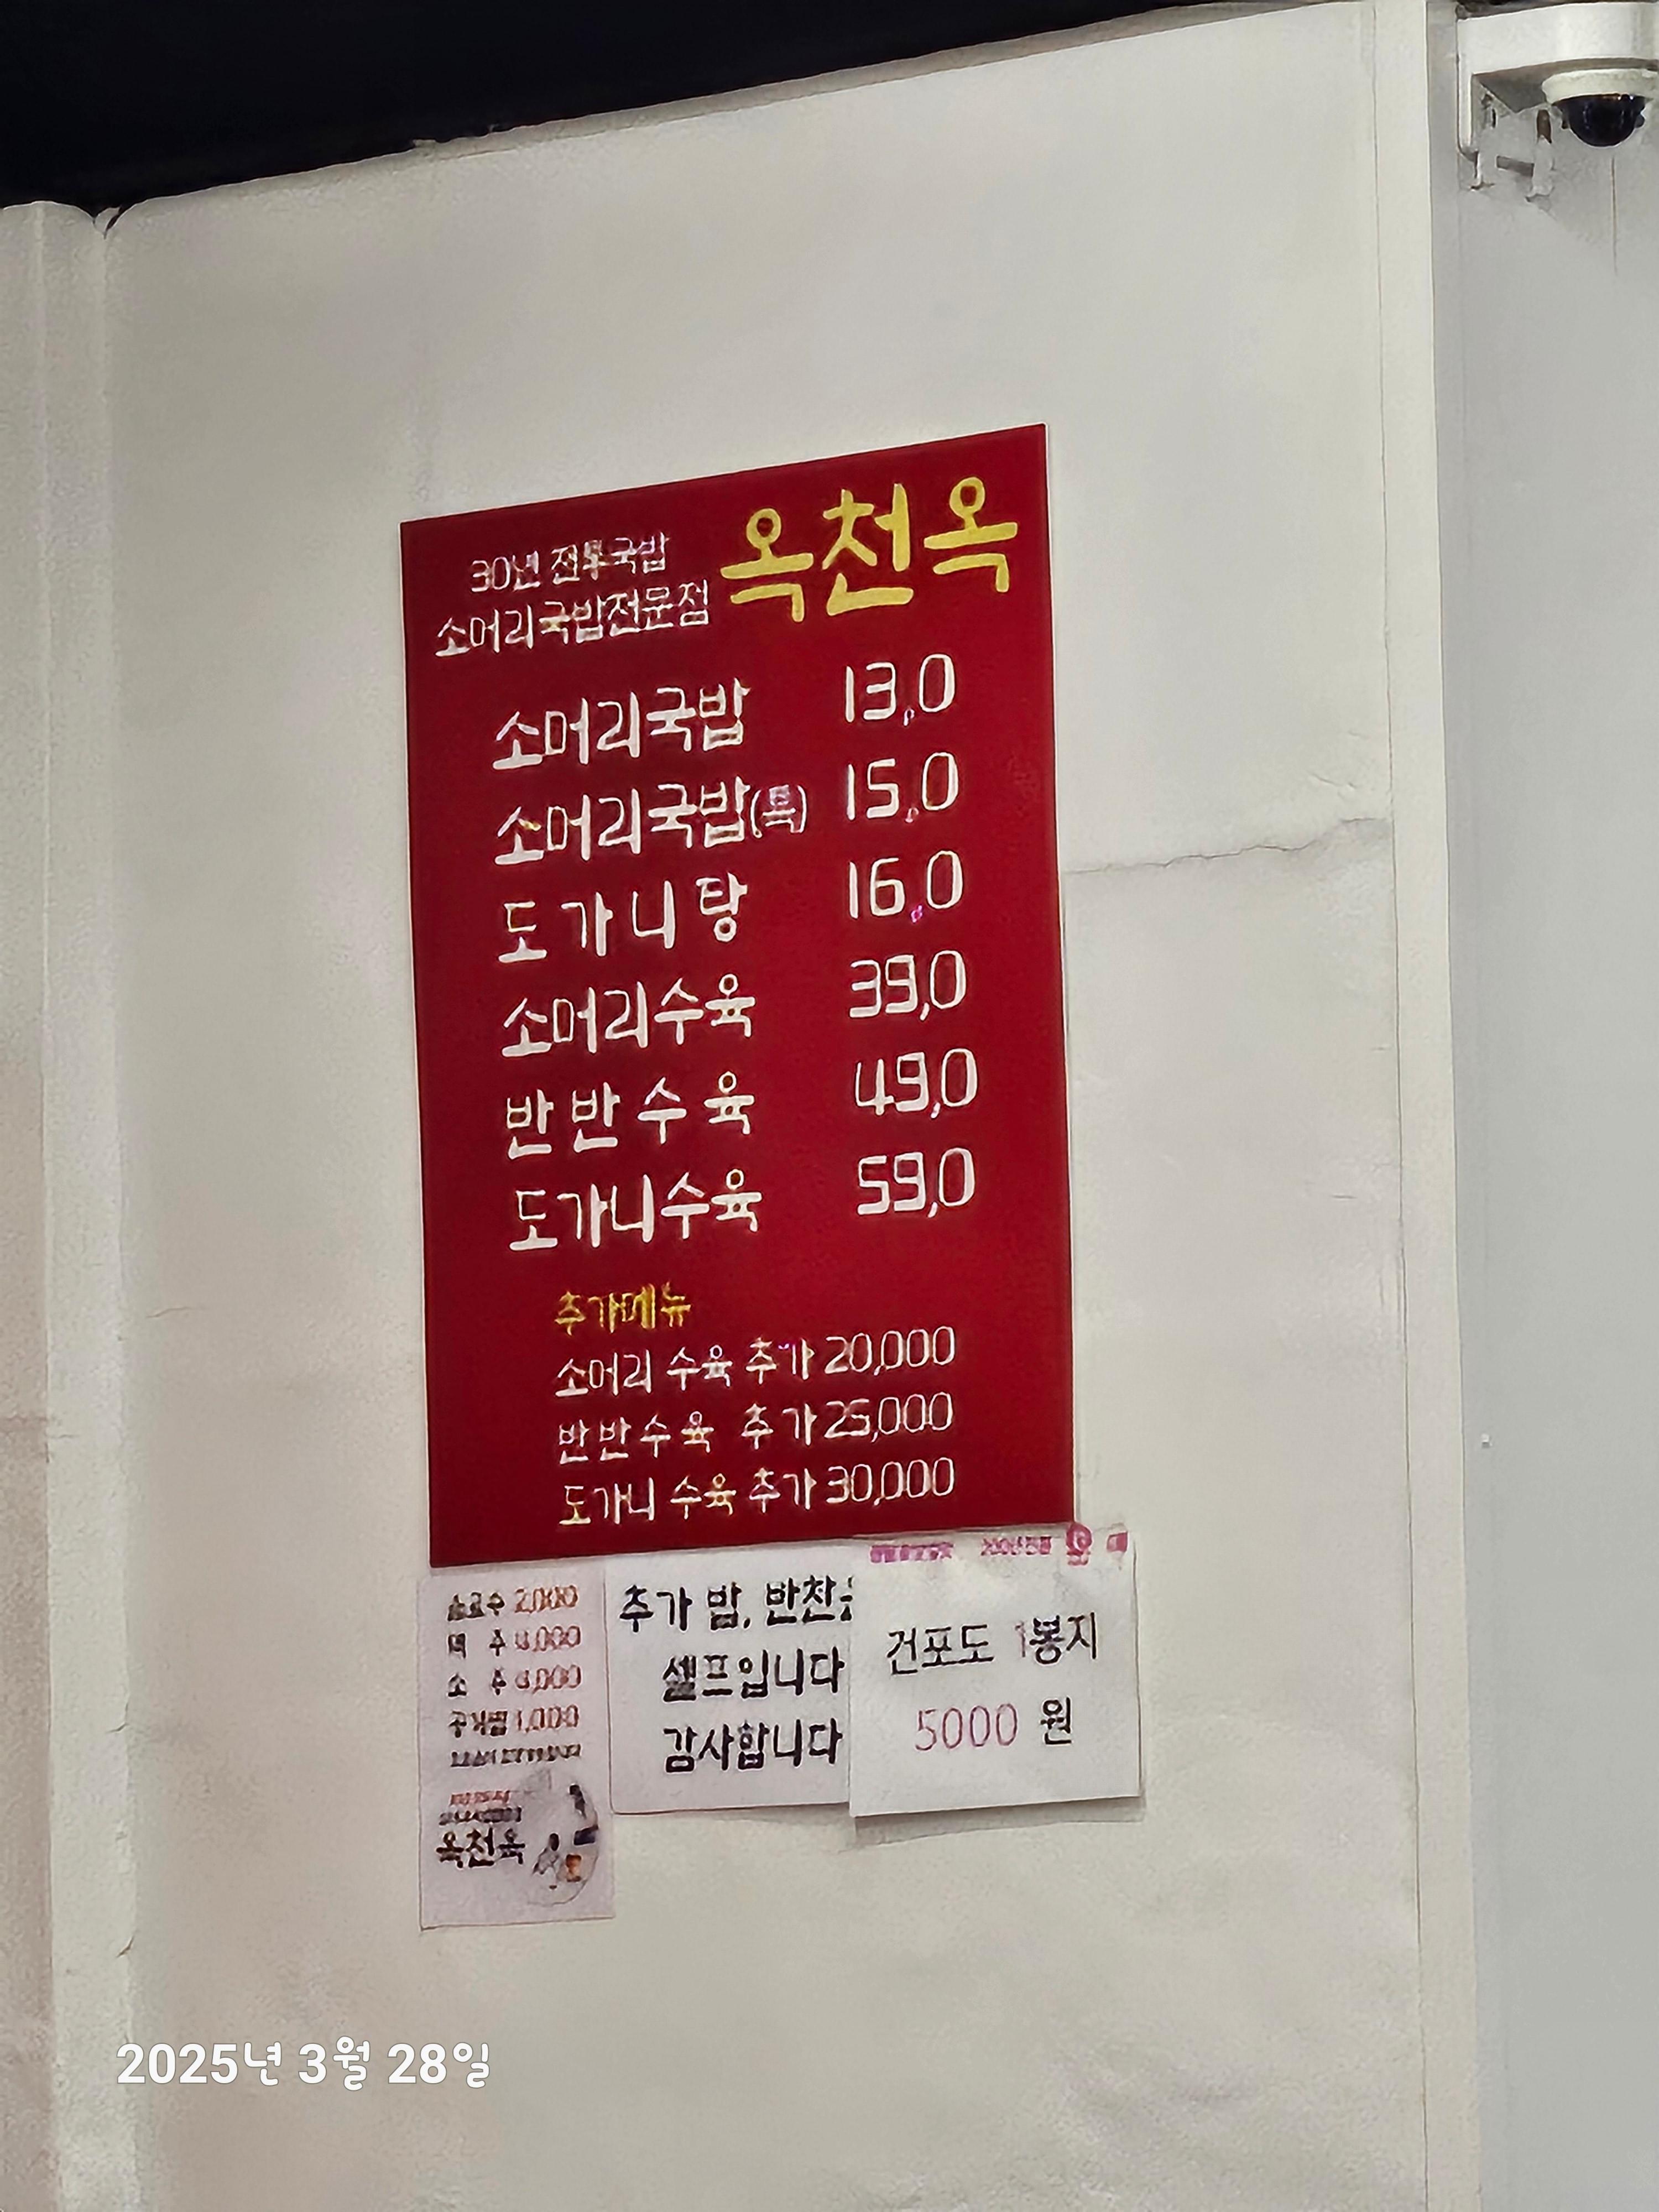 30년 전통국밥
소머리국밥전문점
옥천옥
소머리국밥 13,0
소머리국밥(특) 15,0
도가니탕 16,0
소머리수육 39,0
반반수육 49,0
도가니수육 59,0
추가메뉴
소머리 수육 추가 20,000
반반수육 추가 25,000
도가니 수육 추가 30,000
음료수 2,000
맥 주
소 주
공기밥 1,000
옥천옥
추가 밥, 반찬은
셀프입니다
감사합니다
건포도 1봉지
5000 원
2025년 3월 28일